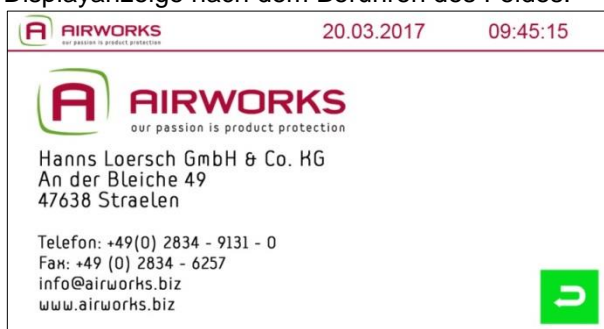 Displayanzeige nach dem Berühren des Feldes:
AIRWORKS 20.03.2017 09:45:15
our passion is product protection
AIRWORKS
our passion is product protection
Hanns Loersch GmbH & Co. KG
An der Bleiche 49
47638 Straelen
Telefon: +49(0) 2834 - 9131 - 0
Fax: +49 (0) 2834 - 6257
info@airworks.biz
www.airworks.biz